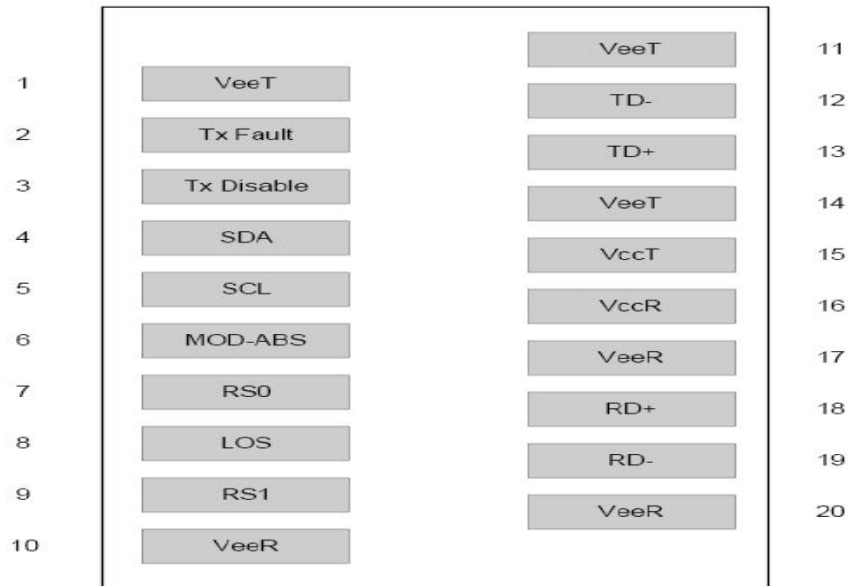 1 VeeT
2 Tx Fault
3 Tx Disable
4 SDA
5 SCL
6 MOD-ABS
7 RS0
8 LOS
9 RS1
10 VeeR
VeeT 11
TD- 12
TD+ 13
VeeT 14
VccT 15
VccR 16
VeeR 17
RD+ 18
RD- 19
VeeR 20